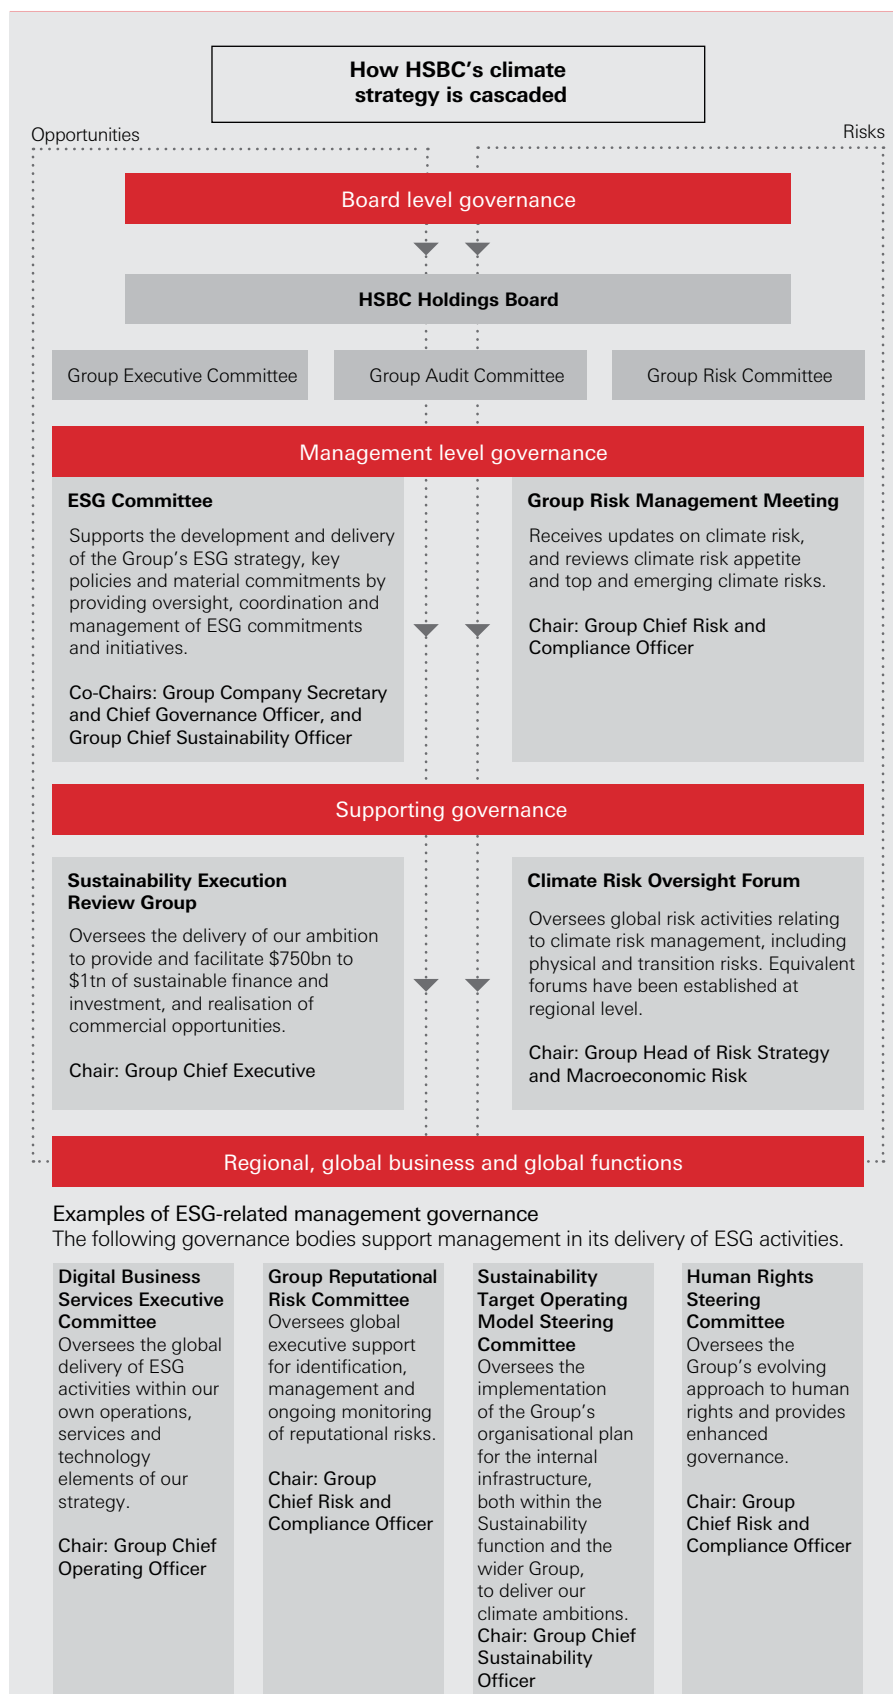 How HSBC's climate
strategy is cascaded
Opportunities
Risks
Board level governance
HSBC Holdings Board
Group Executive Committee
Group Audit Committee
Group Risk Committee
Management level governance
ESG Committee
Supports the development and delivery
of the Group's ESG strategy, key
policies and material commitments by
providing oversight, coordination and
management of ESG commitments
and initiatives.
Co-Chairs: Group Company Secretary
and Chief Governance Officer, and
Group Chief Sustainability Officer
Group Risk Management Meeting
Receives updates on climate risk,
and reviews climate risk appetite
and top and emerging climate risks.
Chair: Group Chief Risk and
Compliance Officer
Supporting governance
Sustainability Execution
Review Group
Oversees the delivery of our ambition
to provide and facilitate $750bn to
$1tn of sustainable finance and
investment, and realisation of
commercial opportunities.
Chair: Group Chief Executive
Climate Risk Oversight Forum
Oversees global risk activities relating
to climate risk management, including
physical and transition risks. Equivalent
forums have been established at
regional level.
Chair: Group Head of Risk Strategy
and Macroeconomic Risk
Regional, global business and global functions
Examples of ESG-related management governance
The following governance bodies support management in its delivery of ESG activities.
Digital Business
Services Executive
Committee
Oversees the global
delivery of ESG
activities within our
own operations,
services and
technology
elements of our
strategy.
Chair: Group Chief
Operating Officer
Group Reputational
Risk Committee
Oversees global
executive support
for identification,
management and
ongoing monitoring
of reputational risks.
Chair: Group
Chief Risk and
Compliance Officer
Sustainability
Target Operating
Model Steering
Committee
Oversees the
implementation
of the Group's
organisational plan
for the internal
infrastructure,
both within the
Sustainability
function and the
wider Group,
to deliver our
climate ambitions.
Chair: Group Chief
Sustainability
Officer
Human Rights
Steering
Committee
Oversees the
Group's evolving
approach to human
rights and provides
enhanced
governance.
Chair: Group
Chief Risk and
Compliance Officer